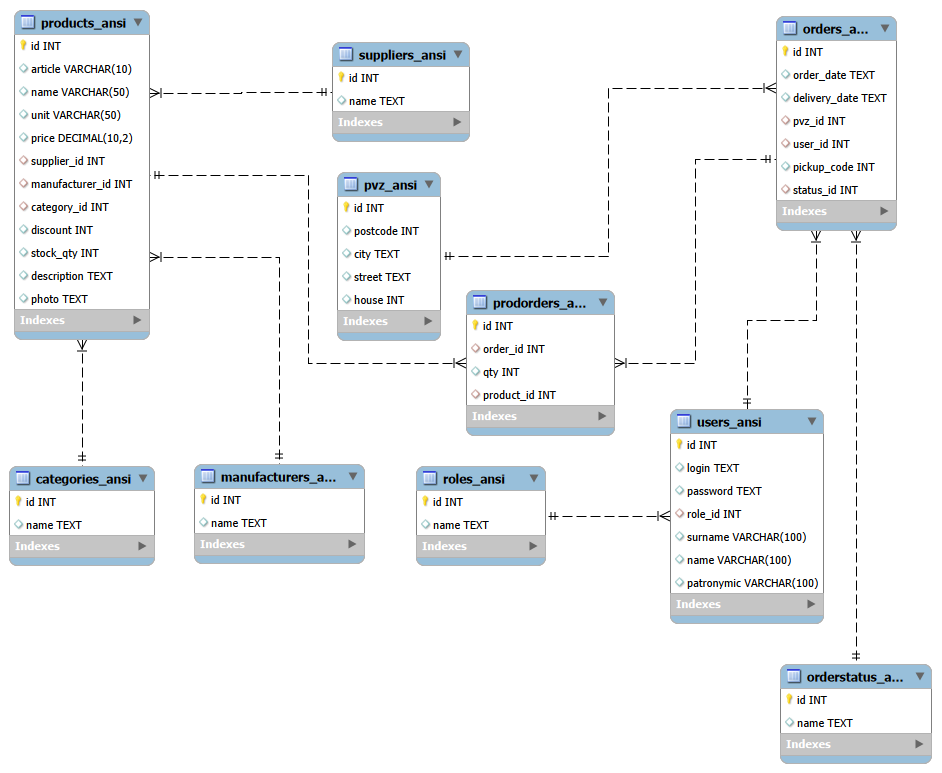 products_ansi
id INT
article VARCHAR(10)
name VARCHAR(50)
unit VARCHAR(50)
price DECIMAL(10,2)
supplier_id INT
manufacturer_id INT
category_id INT
discount INT
stock_qty INT
description TEXT
photo TEXT
Indexes
suppliers_ansi
id INT
name TEXT
Indexes
pvz_ansi
id INT
postcode INT
city TEXT
street TEXT
house INT
Indexes
orders_a...
id INT
order_date TEXT
delivery_date TEXT
pvz_id INT
user_id INT
pickup_code INT
status_id INT
Indexes
prodorders_a...
id INT
order_id INT
qty INT
product_id INT
Indexes
categories_ansi
id INT
name TEXT
Indexes
manufacturers_a...
id INT
name TEXT
Indexes
roles_ansi
id INT
name TEXT
Indexes
users_ansi
id INT
login TEXT
password TEXT
role_id INT
surname VARCHAR(100)
name VARCHAR(100)
patronymic VARCHAR(100)
Indexes
orderstatus_a...
id INT
name TEXT
Indexes